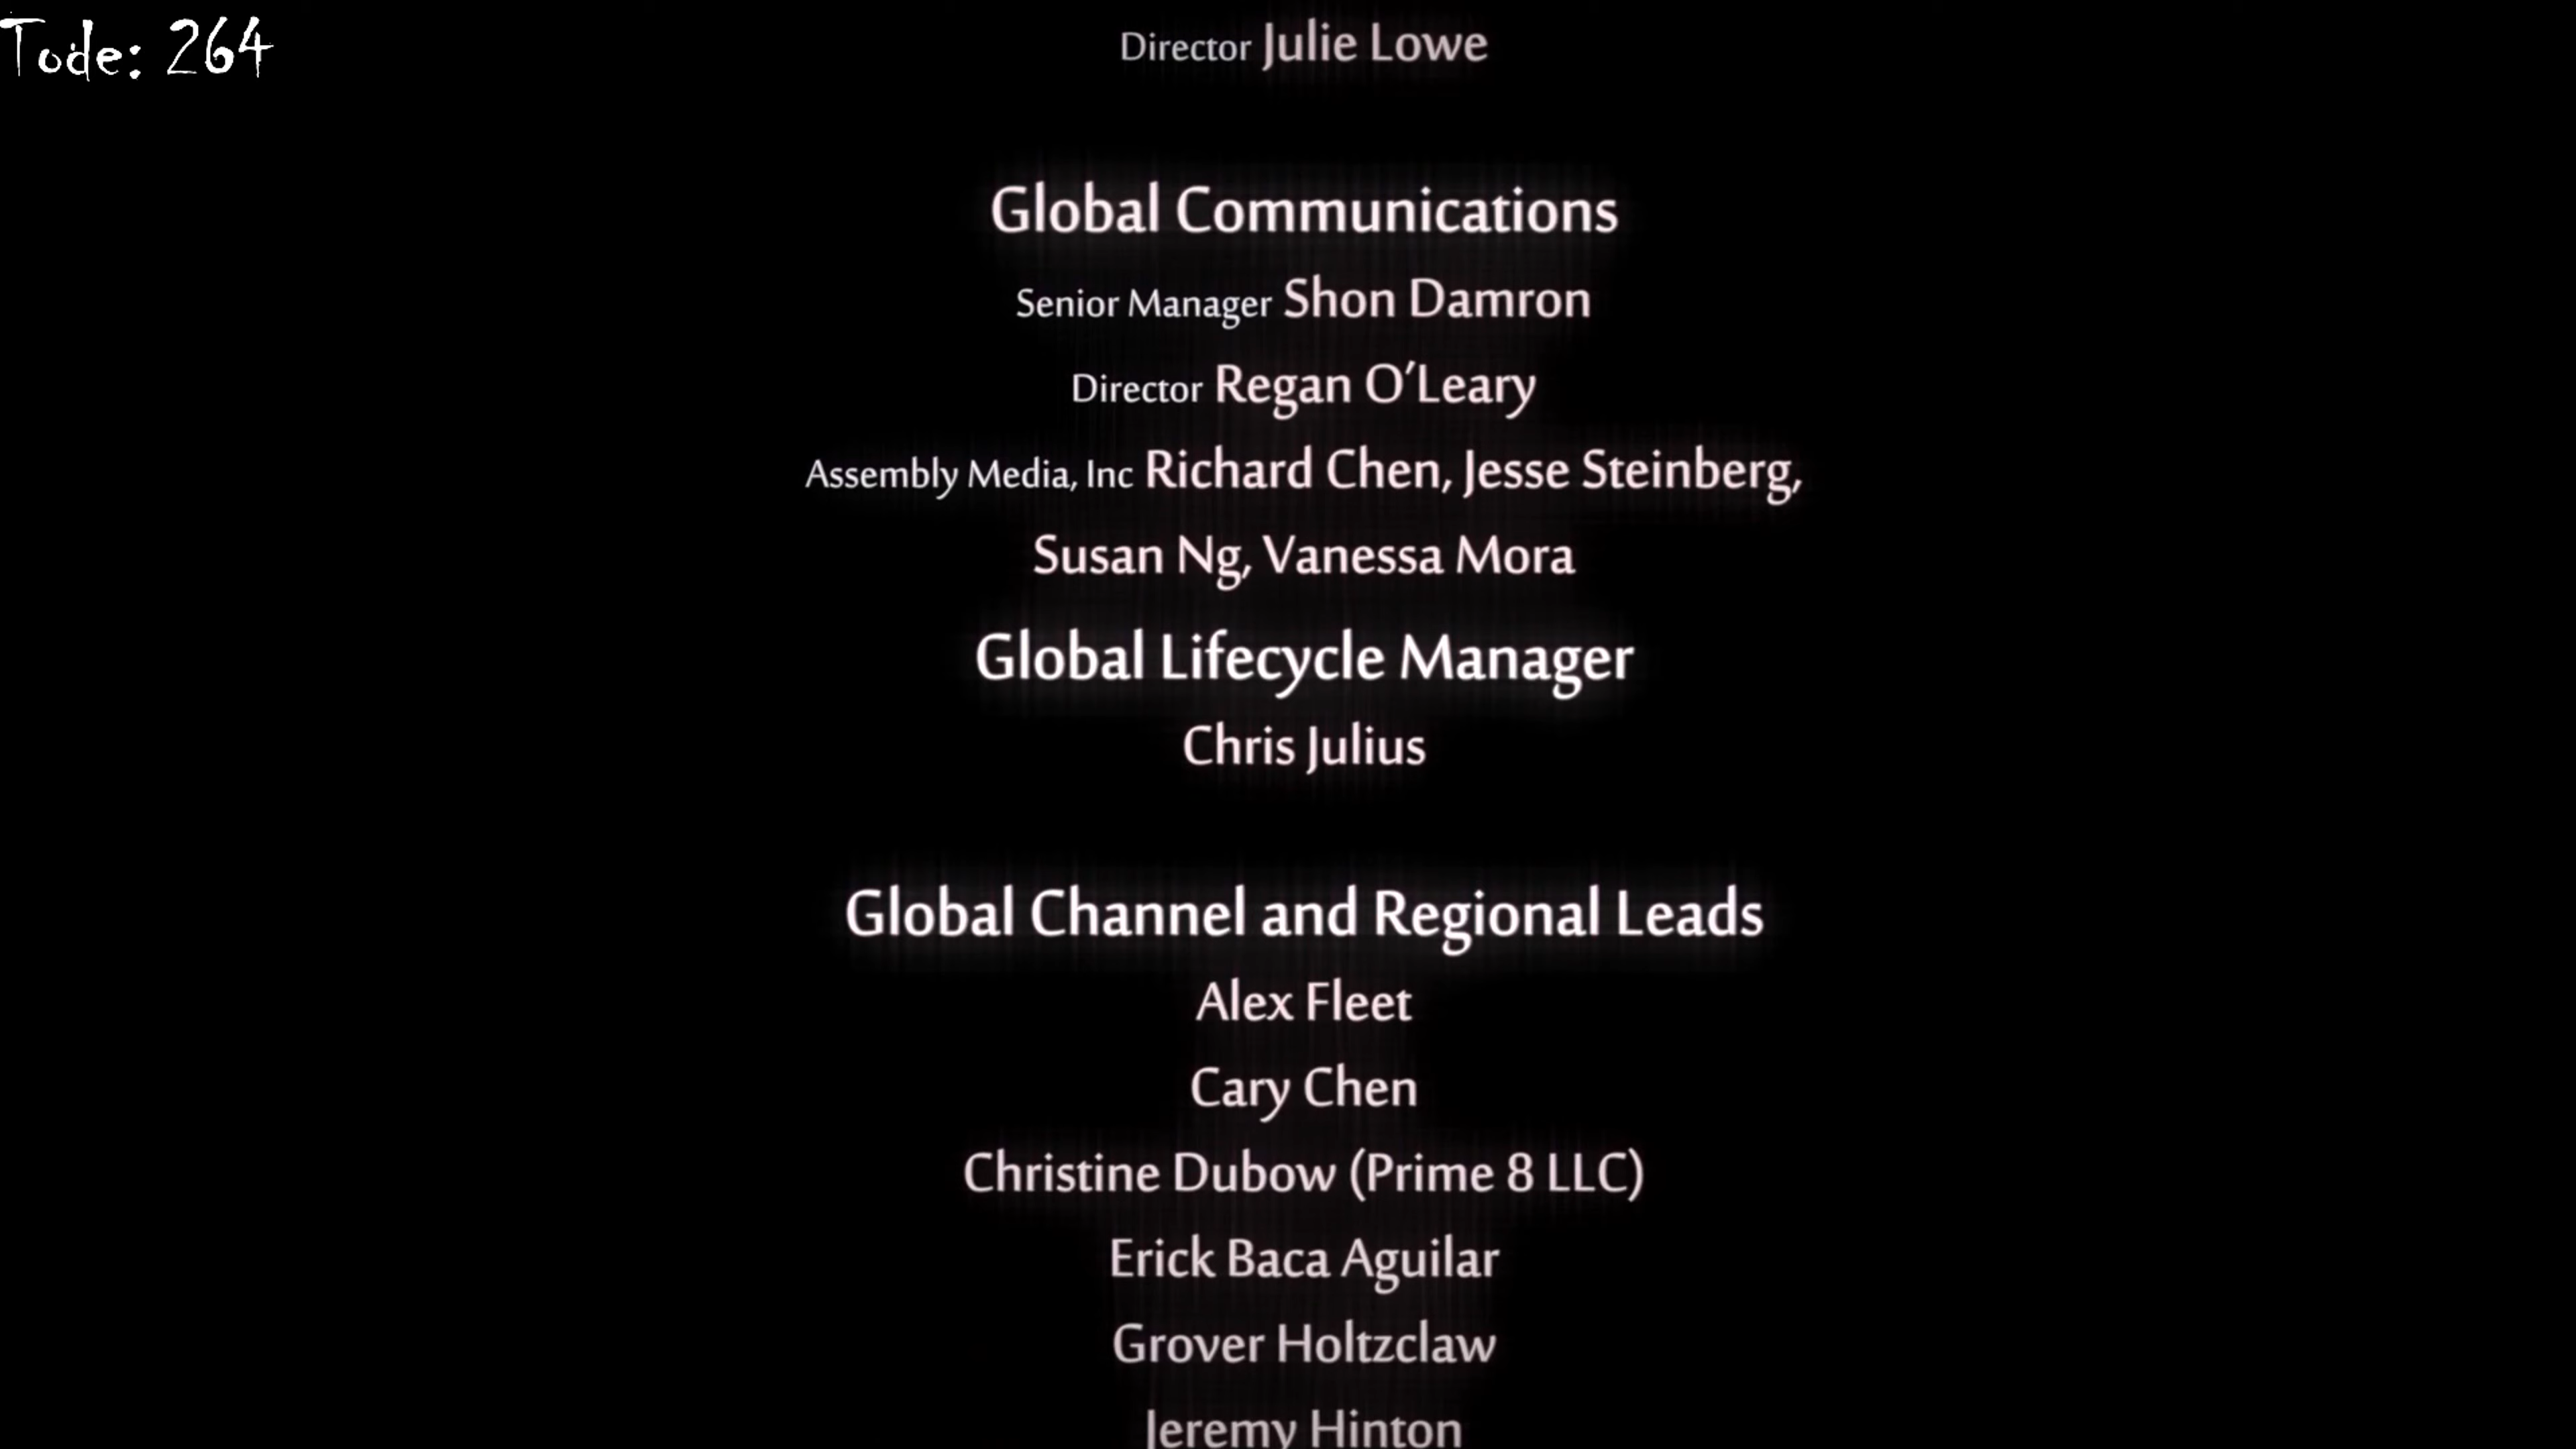 Tode: 264
Director Julie Lowe
Global Communications
Senior Manager Shon Damron
Director Regan O’Leary
Assembly Media, Inc Richard Chen, Jesse Steinberg,
Susan Ng, Vanessa Mora
Global Lifecycle Manager
Chris Julius
Global Channel and Regional Leads
Alex Fleet
Cary Chen
Christine Dubow (Prime 8 LLC)
Erick Baca Aguilar
Grover Holtzclaw
Jeremy Hinton